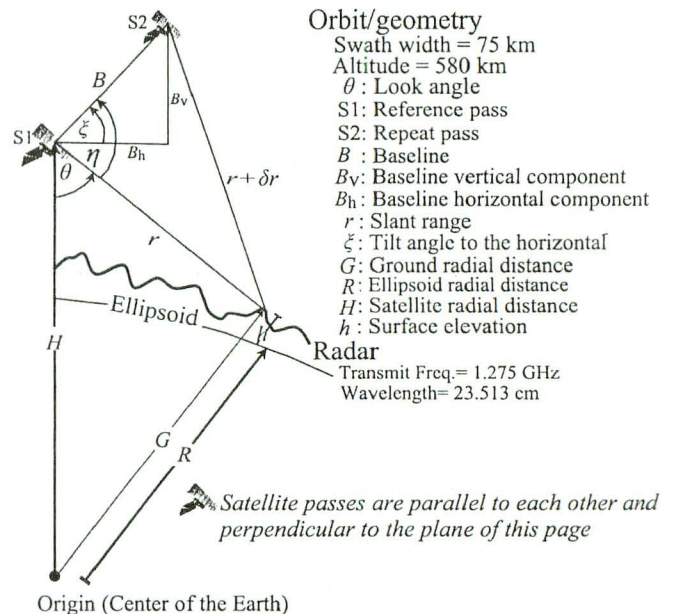 S2
Orbit/geometry
Swath width = 75 km
Altitude = 580 km
θ : Look angle
S1: Reference pass
S2: Repeat pass
B : Baseline
Bv: Baseline vertical component
Bh: Baseline horizontal component
r : Slant range
ξ : Tilt angle to the horizontal
G: Ground radial distance
R: Ellipsoid radial distance
H: Satellite radial distance
h : Surface elevation
B
Bv
S1
ξ
Bh
θ
η
r + δr
r
Ellipsoid
h
H
Radar
Transmit Freq.= 1.275 GHz
Wavelength= 23.513 cm
G
R
Satellite passes are parallel to each other and
perpendicular to the plane of this page
Origin (Center of the Earth)